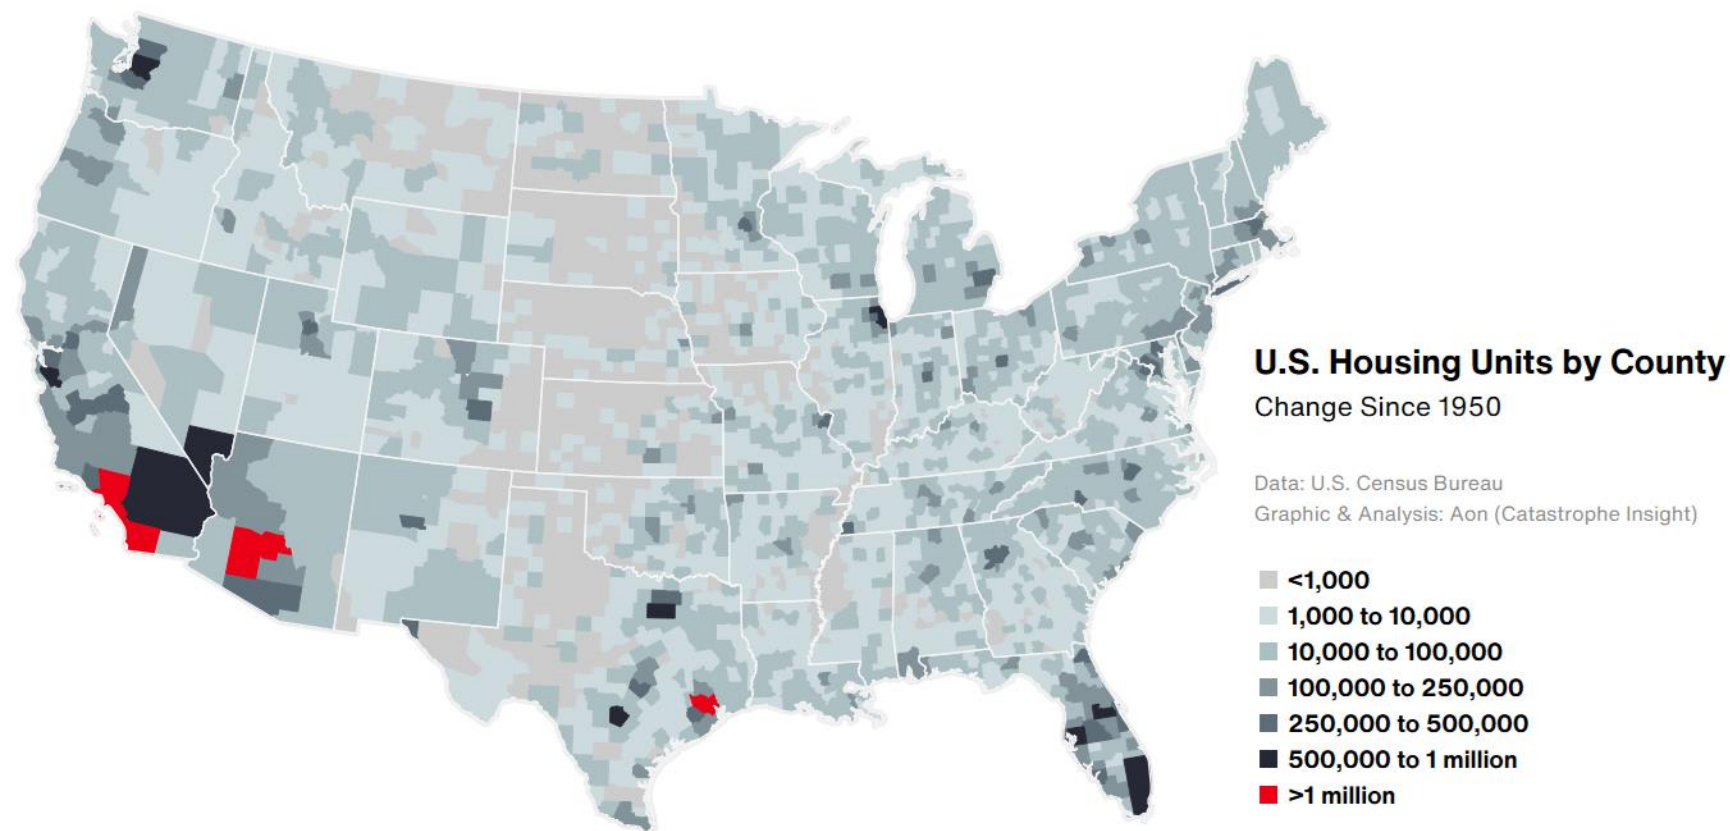 U.S. Housing Units by County
Change Since 1950
Data: U.S. Census Bureau
Graphic & Analysis: Aon (Catastrophe Insight)
<1,000
1,000 to 10,000
10,000 to 100,000
100,000 to 250,000
250,000 to 500,000
500,000 to 1 million
>1 million